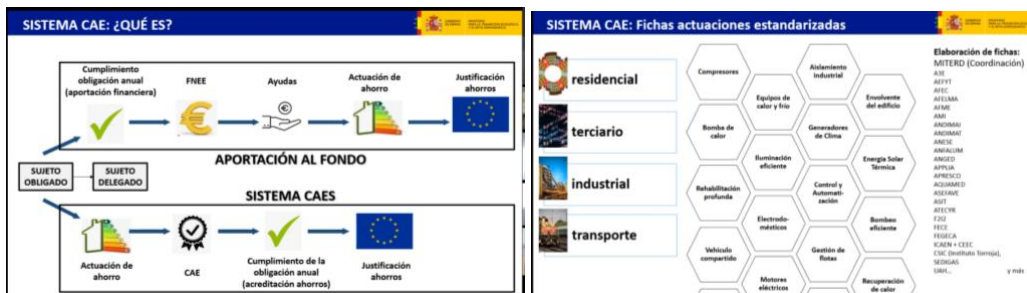 SISTEMA CAE: ¿QUÉ ES?
Cumplimiento
obligación anual
(aportación financiera)
FNEE
Ayudas
Actuación de
ahorro
Justificación
ahorros
APORTACIÓN AL FONDO
SUJETO
OBLIGADO
SUJETO
DELEGADO
SISTEMA CAES
Actuación de
ahorro
CAE
Cumplimiento de la
obligación anual
(acreditación ahorros)
Justificación
ahorros
SISTEMA CAE: Fichas actuaciones estandarizadas
residencial
terciario
industrial
transporte
Compresores
Aislamiento
Industrial
Equipos de
calor y frío
Envolvente
del edificio
Bomba de
calor
Generadores
de Clima
Iluminación
eficiente
Energía Solar
Térmica
Rehabilitación
profunda
Control y
Automati-
zación
Electrodo-
mésticos
Bombeo
eficiente
Vehículo
compartido
Gestión de
flotas
Motores
eléctricos
Recuperación
de calor
Elaboración de fichas:
MITERD (Coordinación)
A3E
AEFYT
AFEC
AFELMA
AFME
AMI
ANDIMAI
ANDIMAT
ANESE
ANFALUM
ANGED
APPLIA
APRESCO
ACUAMED
ASEFAVE
ASIT
ATECYR
F2I2
FECE
FEGECA
ICAEN + CEEC
CSIC (Instituto Torroja),
SEDIGAS
UAH... y más